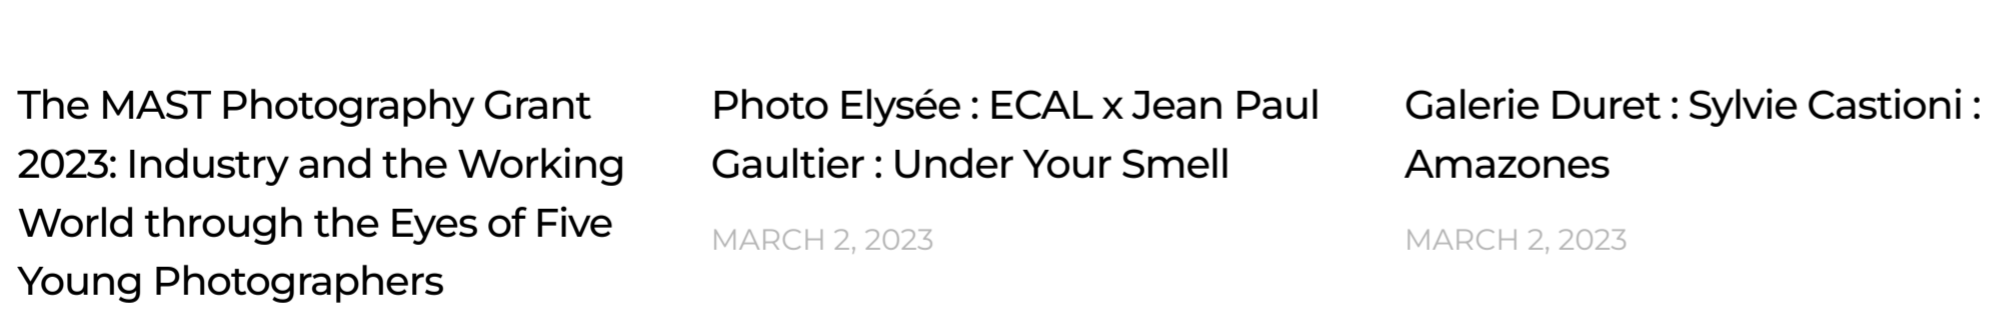 The MAST Photography Grant
2023: Industry and the Working
World through the Eyes of Five
Young Photographers
Photo Elysée : ECAL x Jean Paul
Gaultier : Under Your Smell
MARCH 2, 2023
Galerie Duret : Sylvie Castioni :
Amazones
MARCH 2, 2023